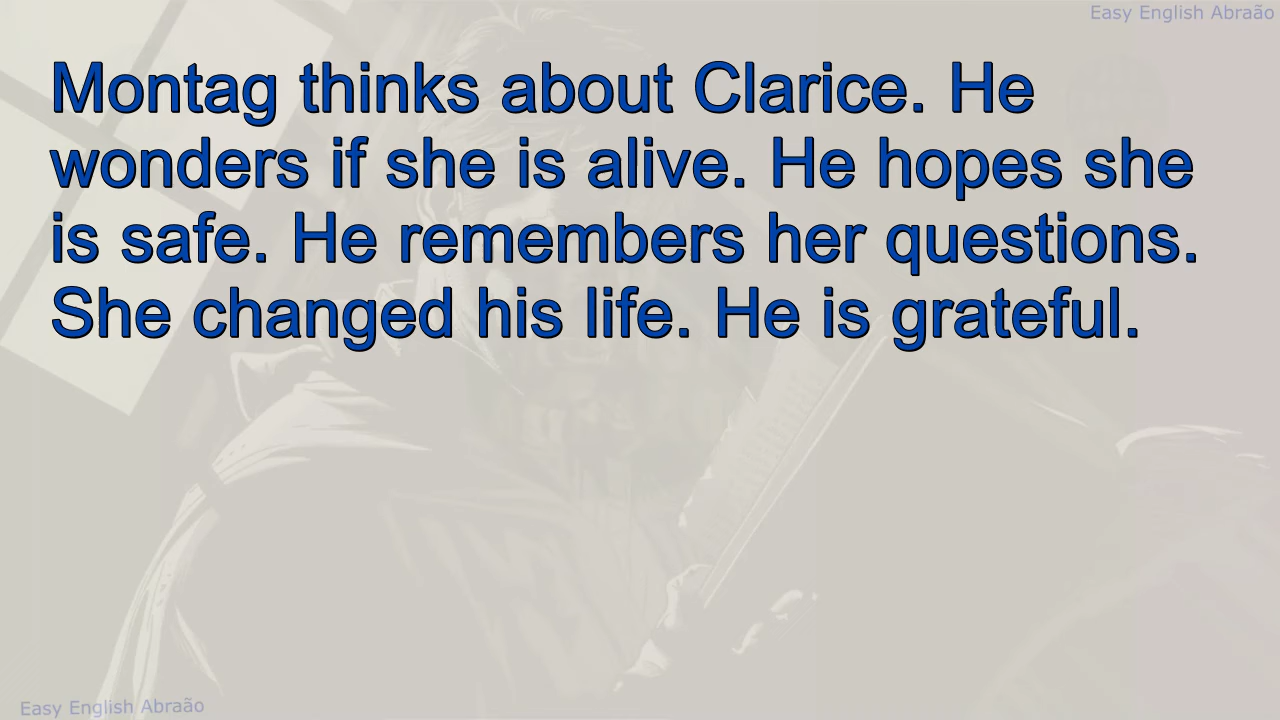 Easy English Abraão
Montag thinks about Clarice. He
wonders if she is alive. He hopes she
is safe. He remembers her questions.
She changed his life. He is grateful.
Easy English Abraão